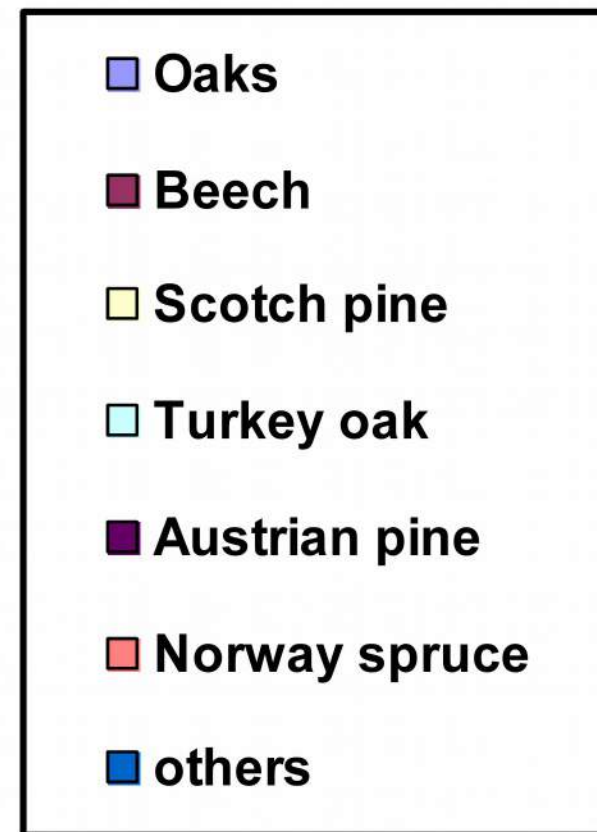 Oaks
Beech
Scotch pine
Turkey oak
Austrian pine
Norway spruce
others